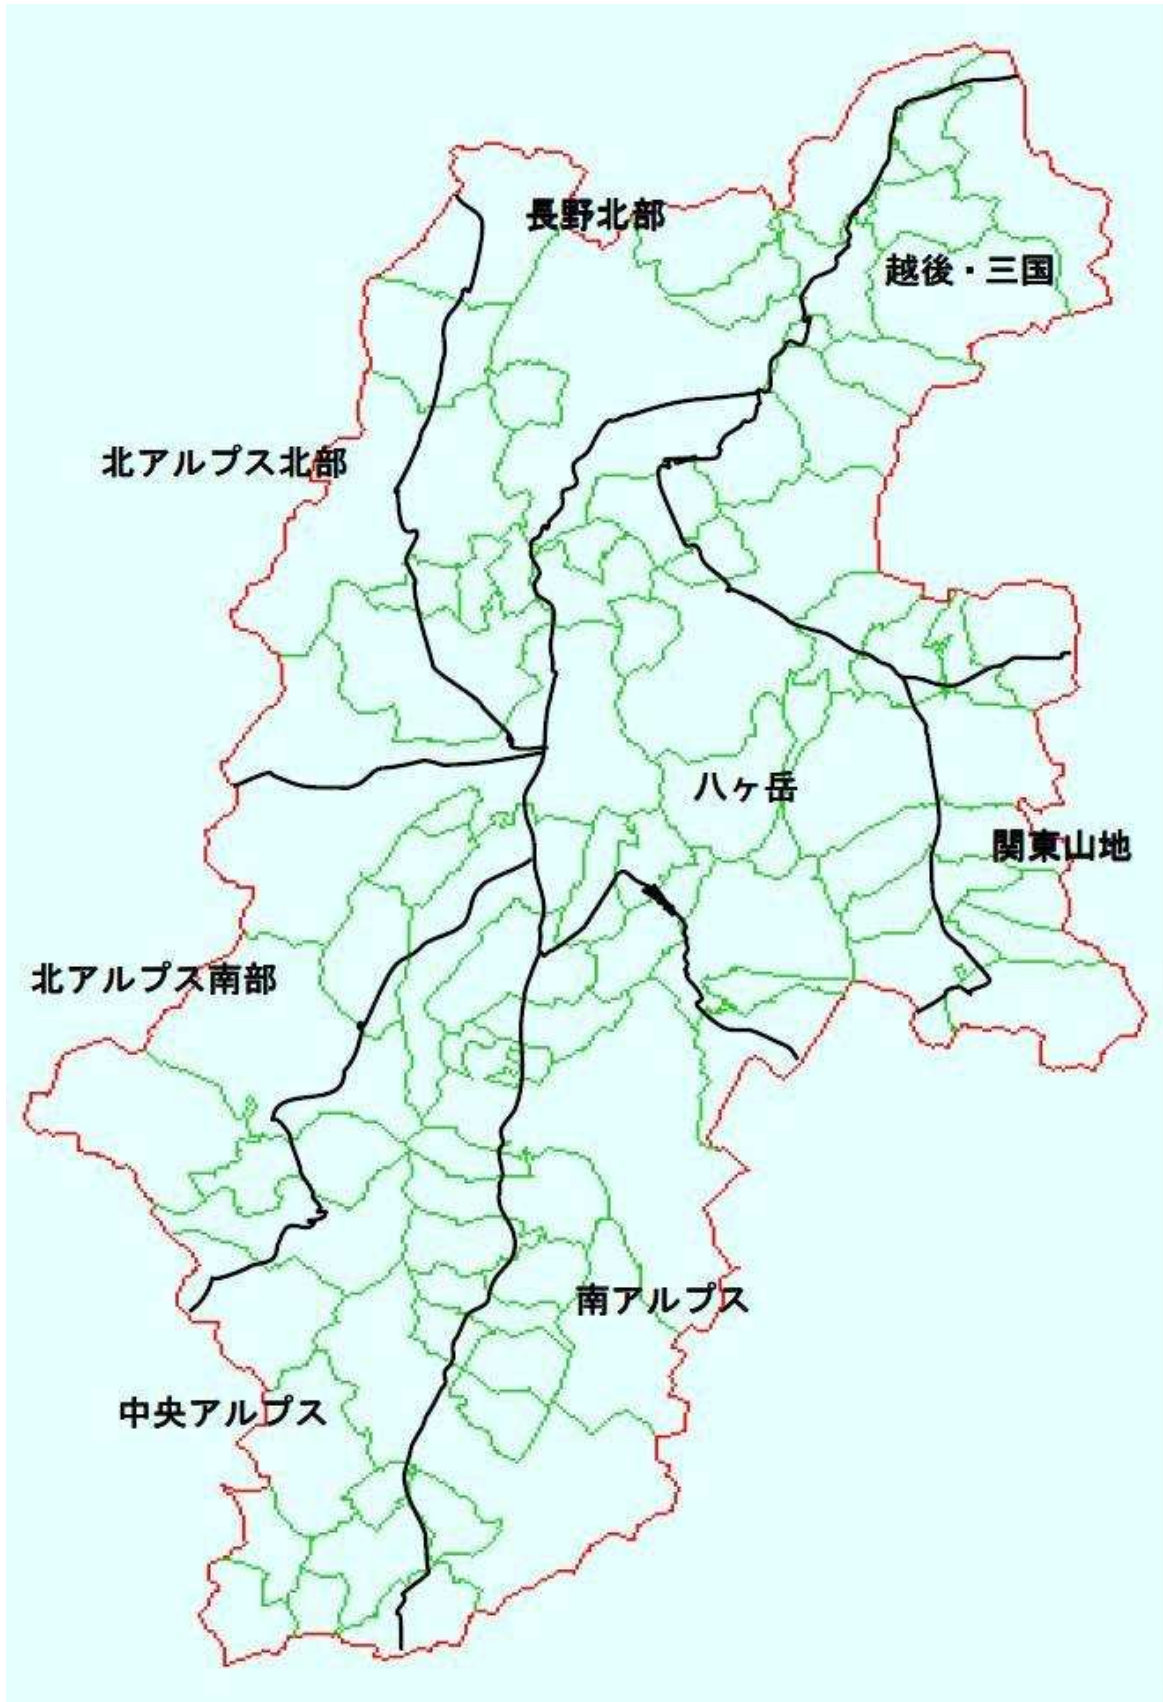 長野北部
越後・三国
北アルプス北部
八ヶ岳
関東山地
北アルプス南部
南アルプス
中央アルプス